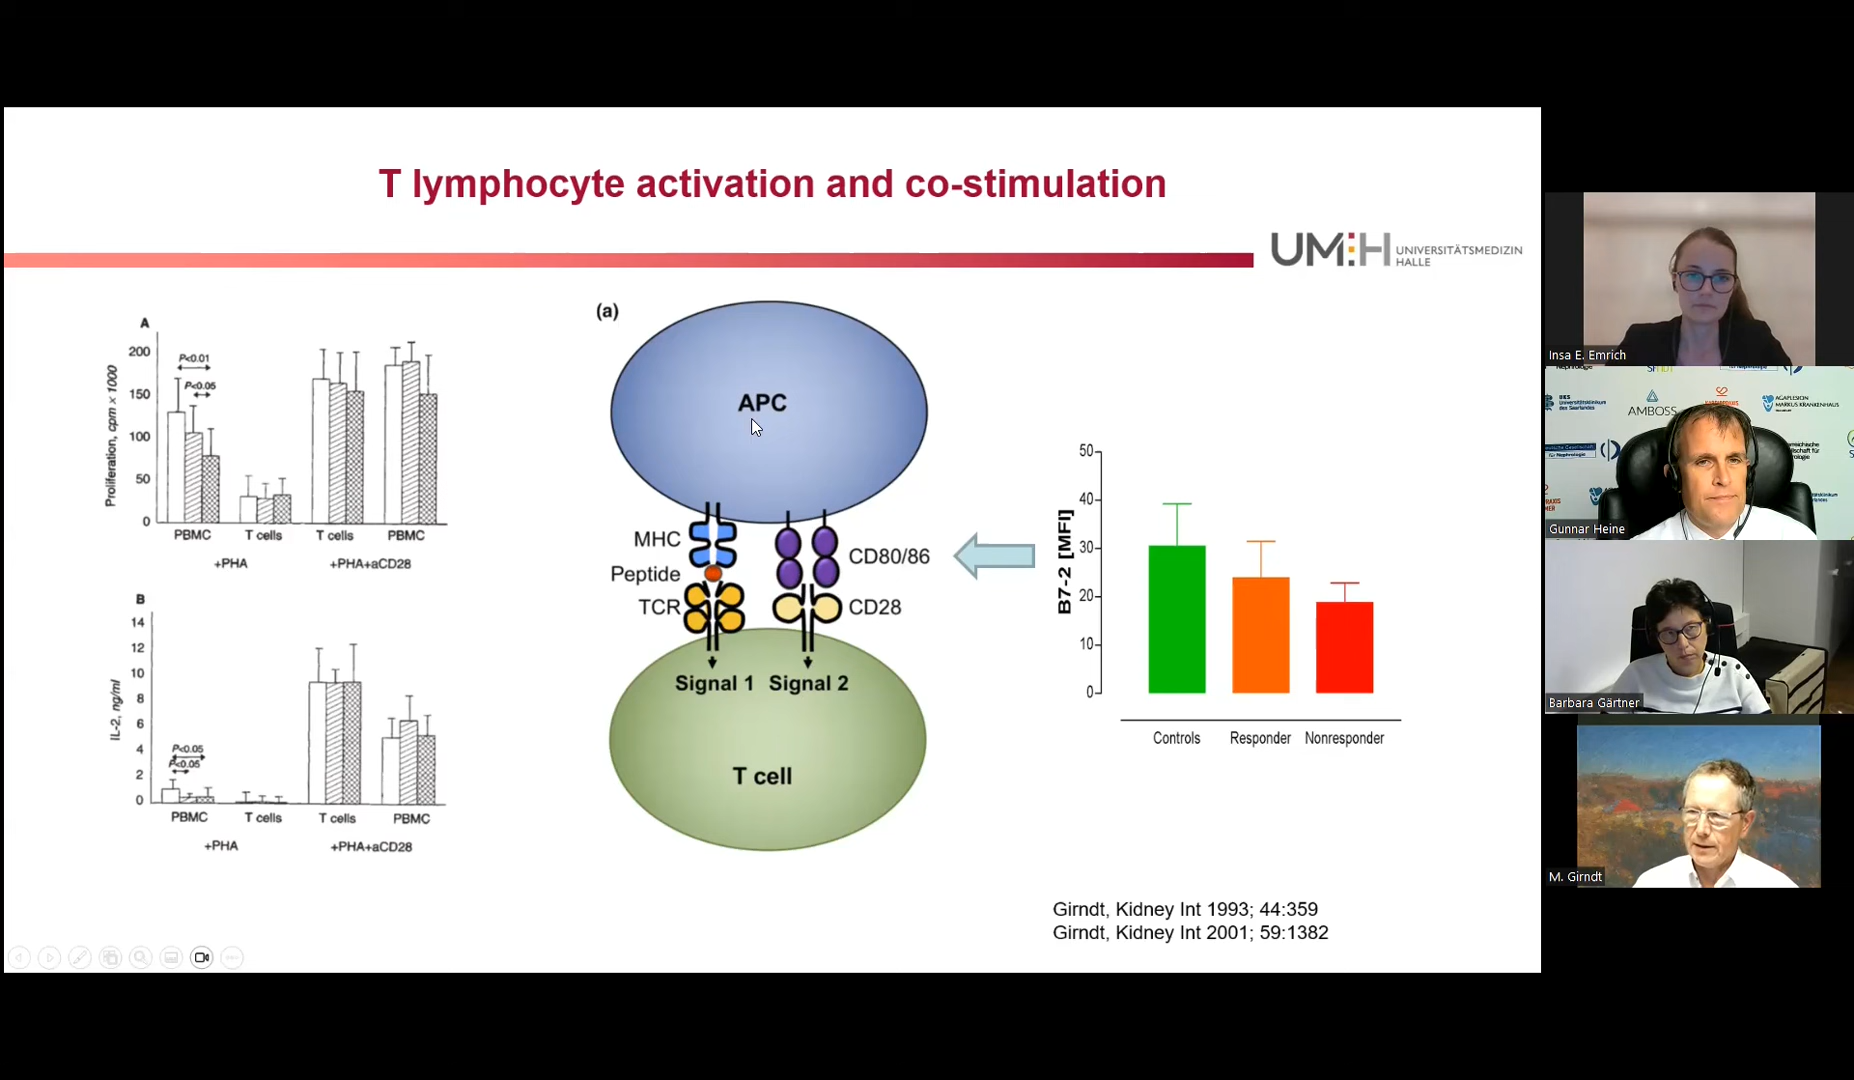 T lymphocyte activation and co-stimulation
UM:H UNIVERSITÄTSMEDIZIN
HALLE
A
200
150
100
50
0
Proliferation, cpm × 1000
P<0.01
P<0.05
PBMC T cells T cells PBMC
+PHA +PHA+aCD28
B
14
12
10
8
6
4
2
0
IL-2, ng/ml
P<0.05
P<0.05
PBMC T cells T cells PBMC
+PHA +PHA+aCD28
(a)
APC
MHC
Peptide
TCR
CD80/86
CD28
Signal 1 Signal 2
T cell
50
40
30
20
10
0
B7-2 [MFI]
Controls Responder Nonresponder
Girndt, Kidney Int 1993; 44:359
Girndt, Kidney Int 2001; 59:1382
Insa E. Emrich
AMBOSS
AGAPLESION
MARKUS KRANKENHAUS
Gunnar Heine
Barbara Gärtner
M. Girndt